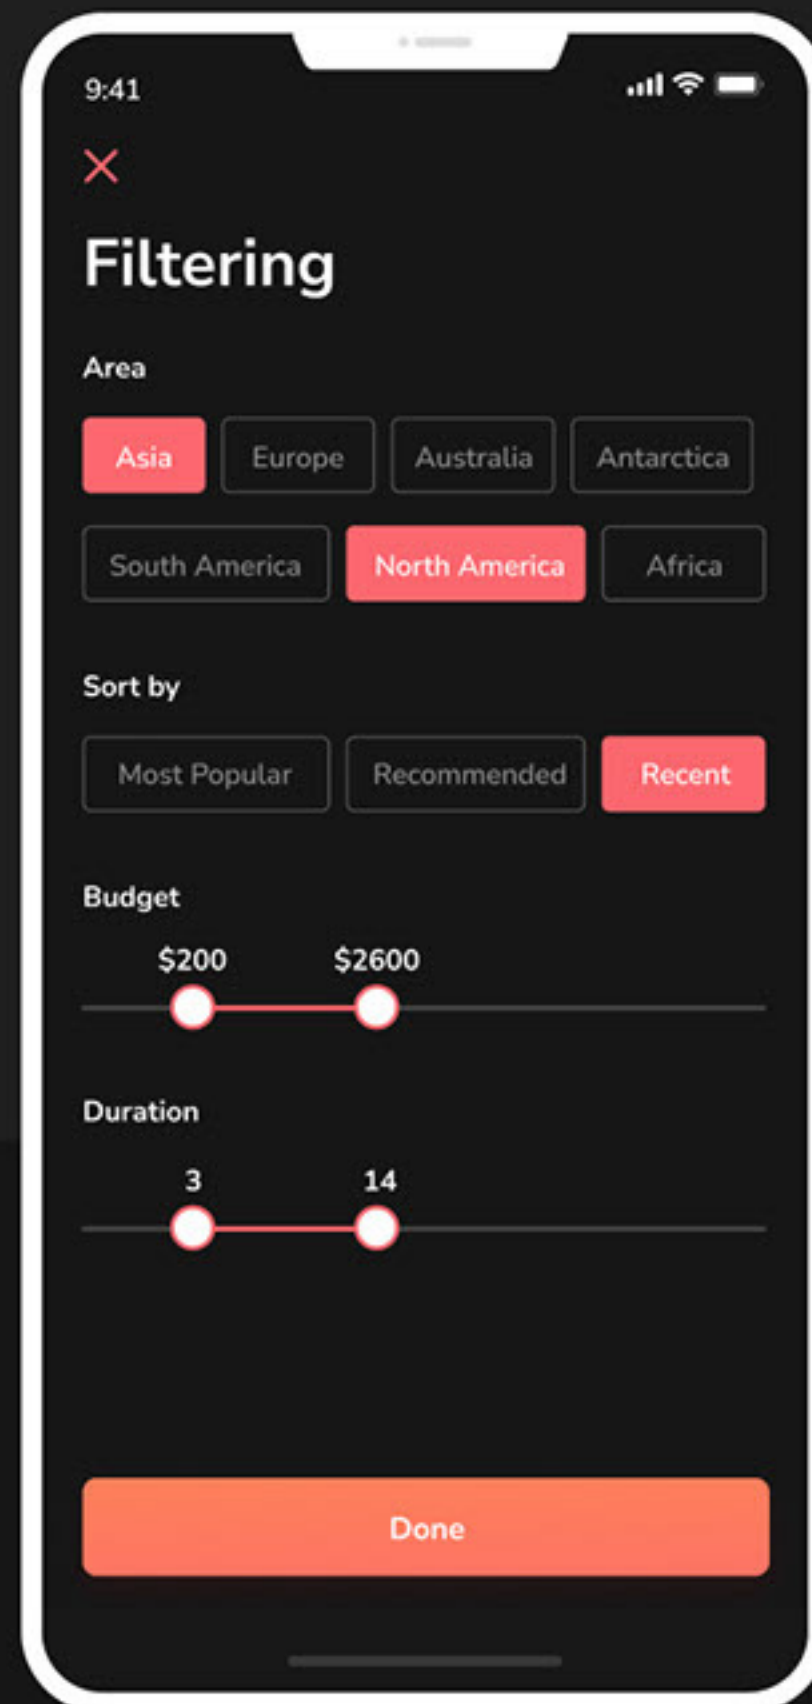 9:41
Filtering
Area
Asia Europe Australia Antarctica
South America North America Africa
Sort by
Most Popular Recommended Recent
Budget
$200 $2600
Duration
3 14
Done